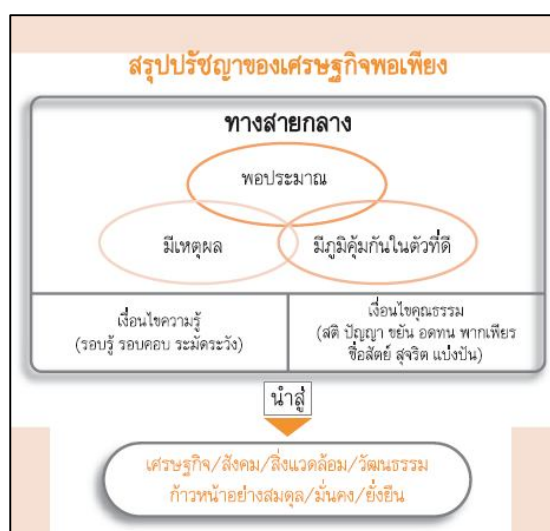 สรุปปรัชญาของเศรษฐกิจพอเพียง
ทางสายกลาง
พอประมาณ
มีเหตุผล
มีภูมิคุ้มกันในตัวที่ดี
เงื่อนไขความรู้
(รอบรู้ รอบคอบ ระมัดระวัง)
เงื่อนไขคุณธรรม
(สติ ปัญญา ขยัน อดทน พากเพียร
ซื่อสัตย์ สุจริต แบ่งปัน)
นำสู่
เศรษฐกิจ/สังคม/สิ่งแวดล้อม/วัฒนธรรม
ก้าวหน้าอย่างสมดุล/มั่นคง/ยั่งยืน